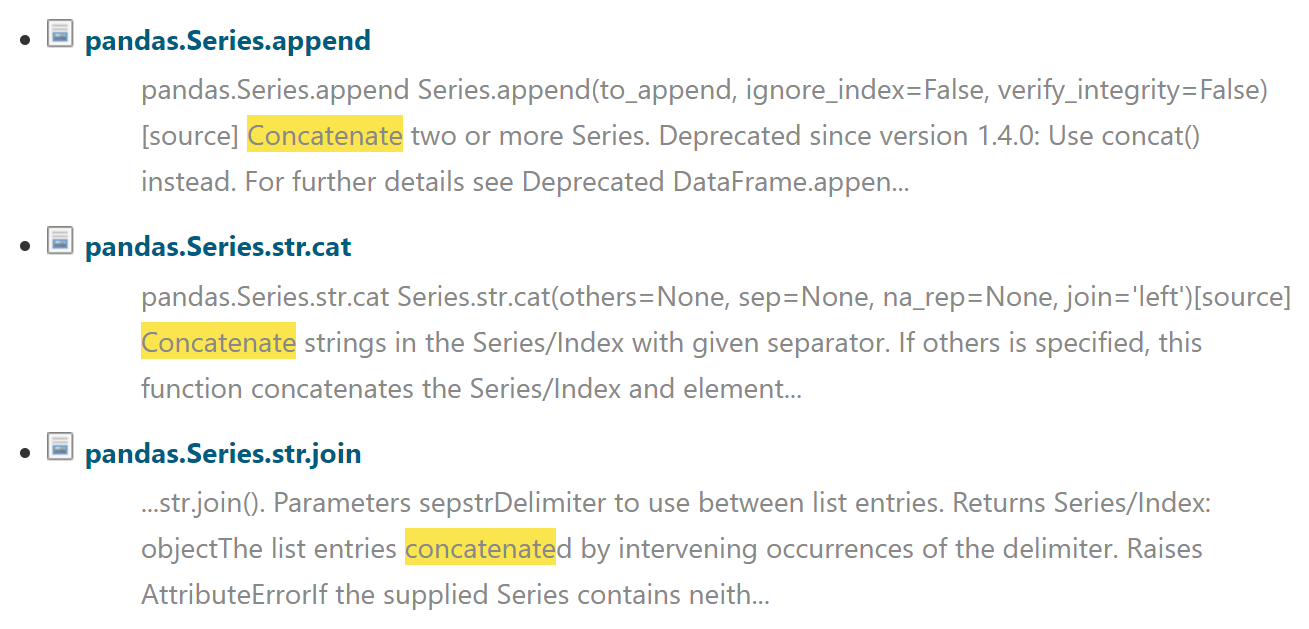 pandas.Series.append
pandas.Series.append Series.append(to_append, ignore_index=False, verify_integrity=False)
[source] Concatenate two or more Series. Deprecated since version 1.4.0: Use concat()
instead. For further details see Deprecated DataFrame.appen...
pandas.Series.str.cat
pandas.Series.str.cat Series.str.cat(others=None, sep=None, na_rep=None, join='left')[source]
Concatenate strings in the Series/Index with given separator. If others is specified, this
function concatenates the Series/Index and element...
pandas.Series.str.join
...str.join(). Parameters sepstrDelimiter to use between list entries. Returns Series/Index:
objectThe list entries concatenated by intervening occurrences of the delimiter. Raises
AttributeErrorIf the supplied Series contains neith...